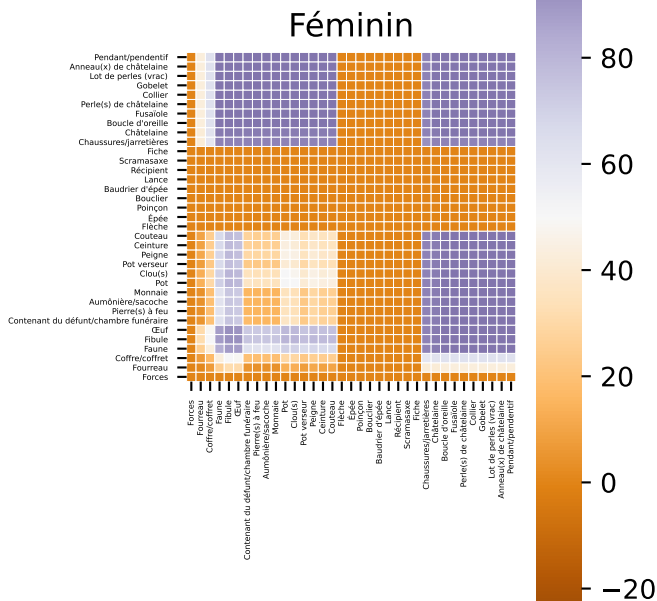 Féminin
Pendant/pendentif
Anneau(x) de châtelaine
Lot de perles (vrac)
Gobelet
Collier
Perle(s) de châtelaine
Fusaïole
Boucle d'oreille
Châtelaine
Chaussures/jarretières
Fiche
Scramasaxe
Récipient
Lance
Baudrier d'épée
Bouclier
Poinçon
Épée
Flèche
Couteau
Ceinture
Peigne
Pot verseur
Clou(s)
Pot
Monnaie
Aumônière/sacoche
Pierre(s) à feu
Contenant du défunt/chambre funéraire
Œuf
Fibule
Faune
Coffre/coffret
Fourreau
Forces
Forces
Fourreau
Coffre/coffret
Faune
Fibule
Œuf
Contenant du défunt/chambre funéraire
Pierre(s) à feu
Aumônière/sacoche
Monnaie
Pot
Clou(s)
Pot verseur
Peigne
Ceinture
Couteau
Flèche
Épée
Poinçon
Bouclier
Baudrier d'épée
Lance
Récipient
Scramasaxe
Fiche
Chaussures/jarretières
Châtelaine
Boucle d'oreille
Fusaïole
Perle(s) de châtelaine
Collier
Gobelet
Lot de perles (vrac)
Anneau(x) de châtelaine
Pendant/pendentif
80
60
40
20
0
−20